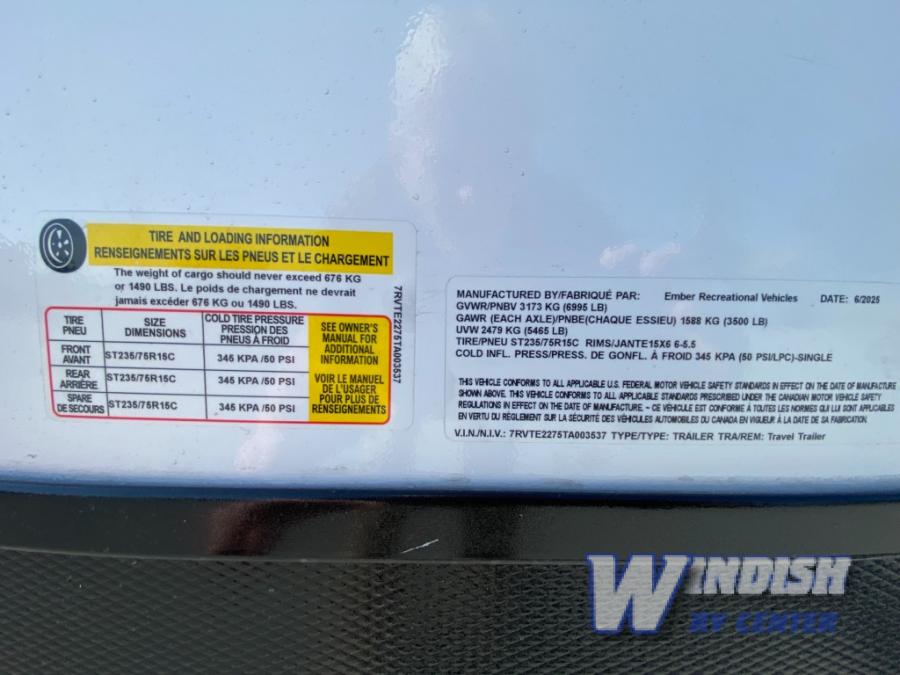 TIRE AND LOADING INFORMATION
RENSEIGNEMENTS SUR LES PNEUS ET LE CHARGEMENT
The weight of cargo should never exceed 676 KG
or 1490 LBS. Le poids de chargement ne devrait
jamais excéder 676 KG ou 1490 LBS.
TIRE
PNEU
SIZE
DIMENSIONS
COLD TIRE PRESSURE
PRESSION DES
PNEUS À FROID
FRONT
AVANT
ST235/75R15C
345 KPA /50 PSI
REAR
ARRIÈRE
ST235/75R15C
345 KPA /50 PSI
SPARE
DE SECOURS
ST235/75R15C
345 KPA /50 PSI
SEE OWNER'S
MANUAL FOR
ADDITIONAL
INFORMATION
VOIR LE MANUEL
DE L'USAGER
POUR PLUS DE
RENSEIGNEMENTS
7RVTE2275TA003537
MANUFACTURED BY/FABRIQUÉ PAR: Ember Recreational Vehicles DATE: 6/2025
GVWR/PNBV 3173 KG (6995 LB)
GAWR (EACH AXLE)/PNBE(CHAQUE ESSIEU) 1588 KG (3500 LB)
UVW 2479 KG (5465 LB)
TIRE/PNEU ST235/75R15C RIMS/JANTE15X6 6-5.5
COLD INFL. PRESS/PRESS. DE GONFL. À FROID 345 KPA (50 PSI/LPC)-SINGLE
THIS VEHICLE CONFORMS TO ALL APPLICABLE U.S. FEDERAL MOTOR VEHICLE SAFETY STANDARDS IN EFFECT ON THE DATE OF MANUFACTURE
SHOWN ABOVE. THIS VEHICLE CONFORMS TO ALL APPLICABLE STANDARDS PRESCRIBED UNDER THE CANADIAN MOTOR VEHICLE SAFETY
REGULATIONS IN EFFECT ON THE DATE OF MANUFACTURE. ~ CE VÉHICULE EST CONFORME À TOUTES LES NORMES QUI LUI SONT APPLICABLES
EN VERTU DU RÈGLEMENT SUR LA SÉCURITÉ DES VÉHICULES AUTOMOBILES DU CANADA EN VIGUEUR À LA DATE DE SA FABRICATION.
V.I.N./N.I.V.: 7RVTE2275TA003537 TYPE/TYPE: TRAILER TRA/REM: Travel Trailer
WINDISH
RV CENTER